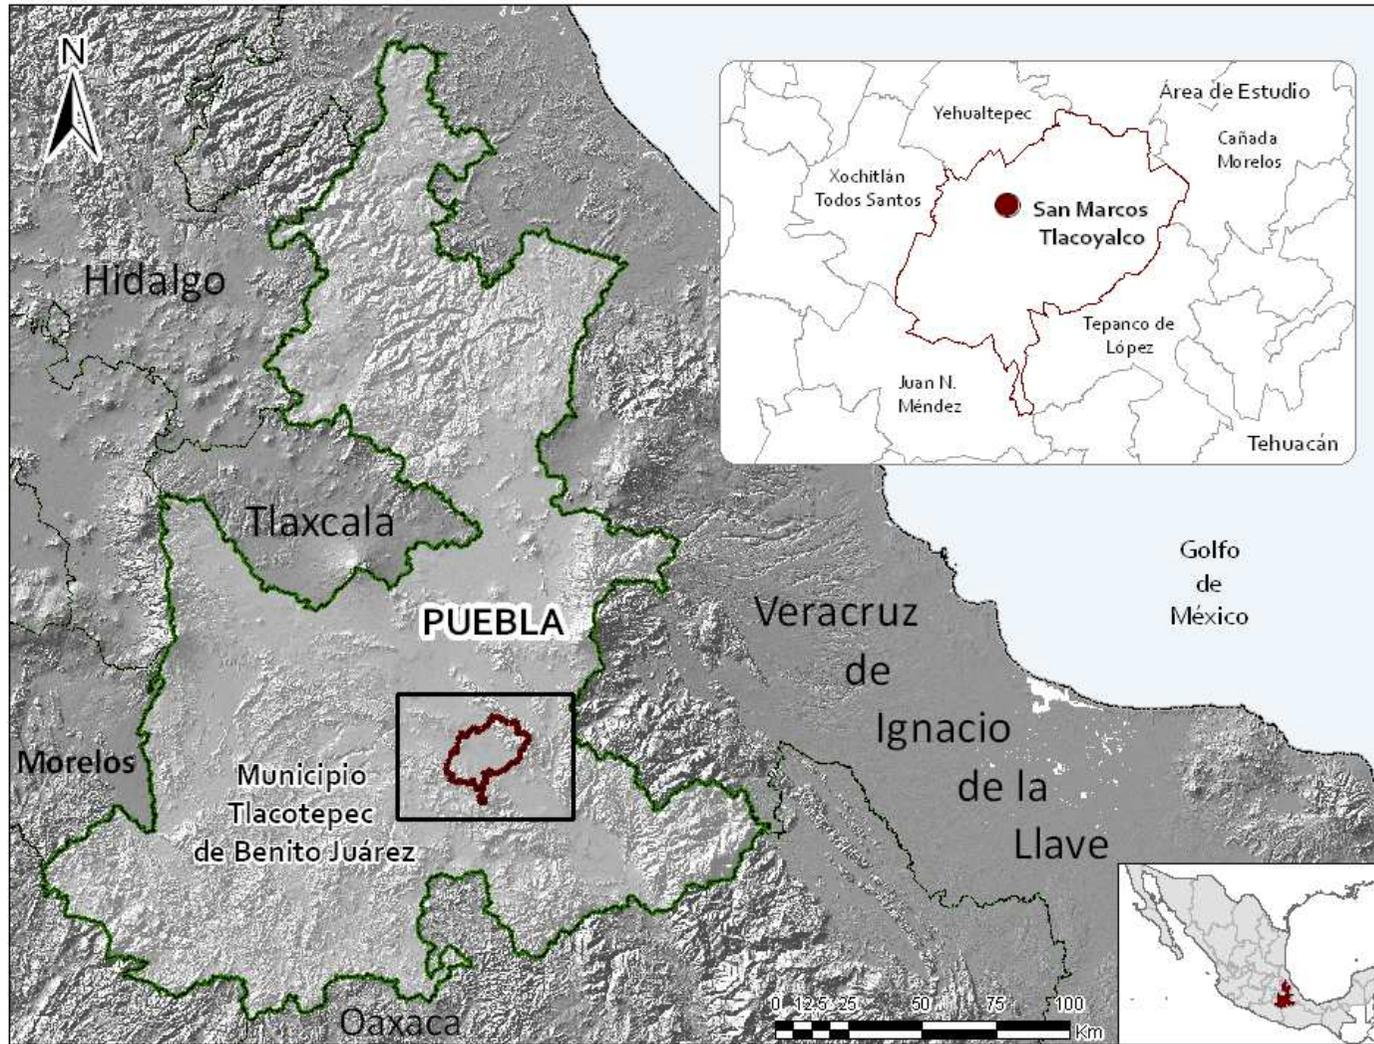 N
Área de Estudio
Yehualtepec
Cañada
Morelos
Xochitlán
Todos Santos
San Marcos
Tlacoyalco
Tepanco de
López
Juan N.
Méndez
Tehuacán
Hidalgo
Tlaxcala
PUEBLA
Golfo
de
México
Veracruz
de
Ignacio
de la
Llave
Morelos
Municipio
Tlacotepec
de Benito Juárez
Oaxaca
0 12,5 25 50 75 100
Km